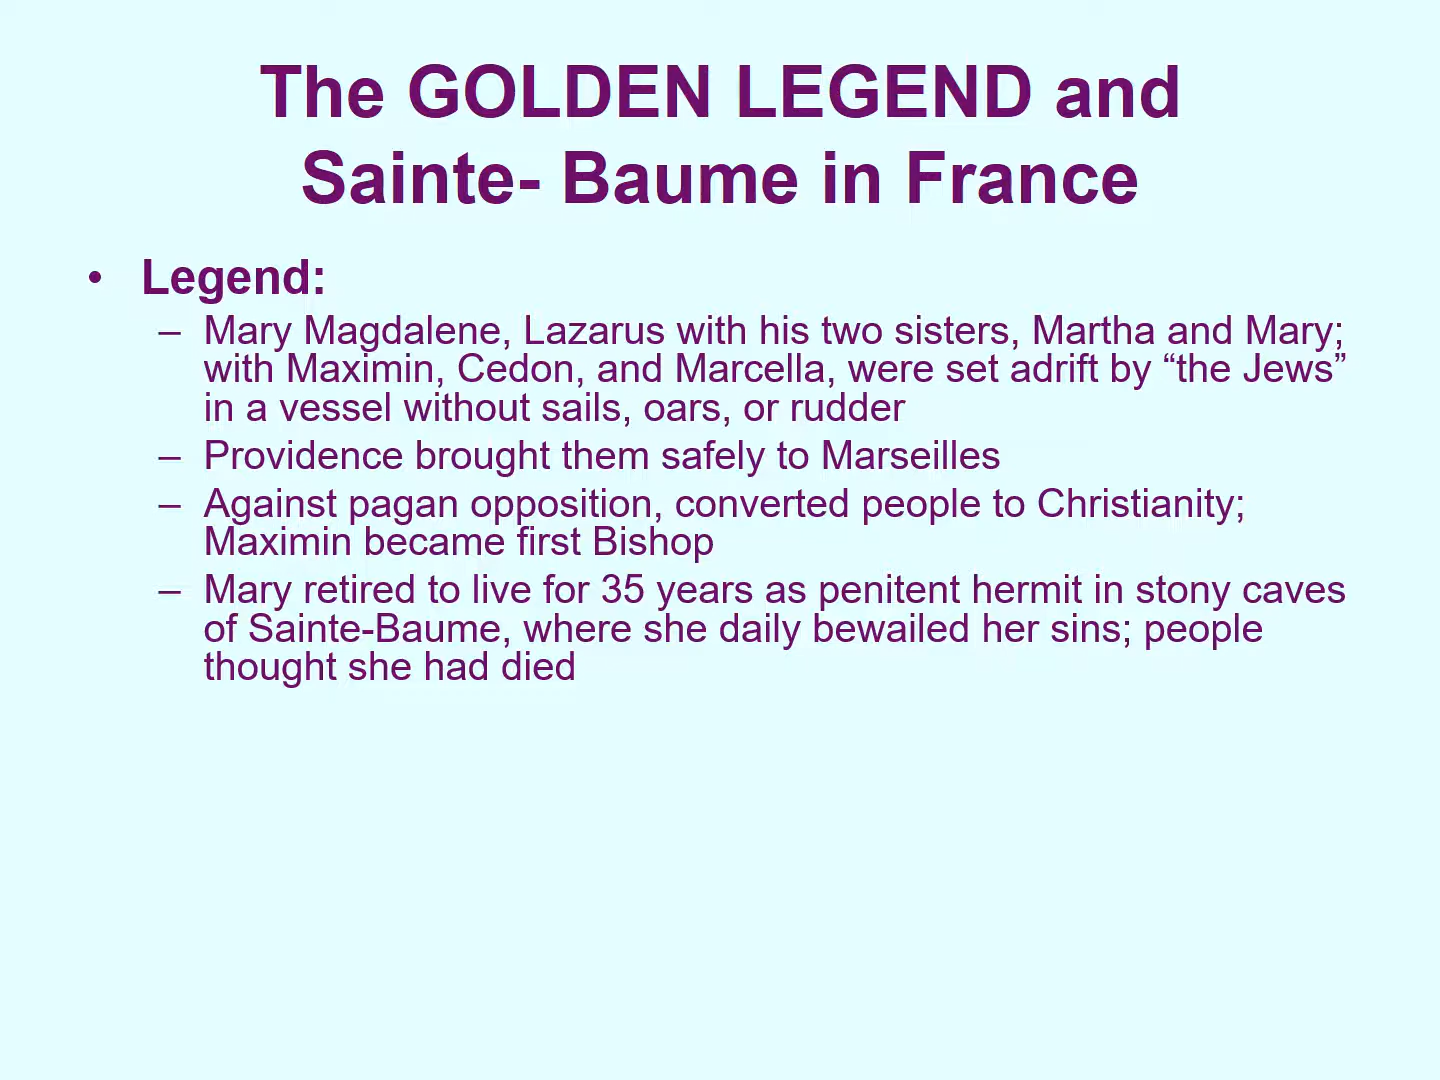 The GOLDEN LEGEND and
Sainte- Baume in France
• Legend:
– Mary Magdalene, Lazarus with his two sisters, Martha and Mary;
with Maximin, Cedon, and Marcella, were set adrift by “the Jews”
in a vessel without sails, oars, or rudder
– Providence brought them safely to Marseilles
– Against pagan opposition, converted people to Christianity;
Maximin became first Bishop
– Mary retired to live for 35 years as penitent hermit in stony caves
of Sainte-Baume, where she daily bewailed her sins; people
thought she had died